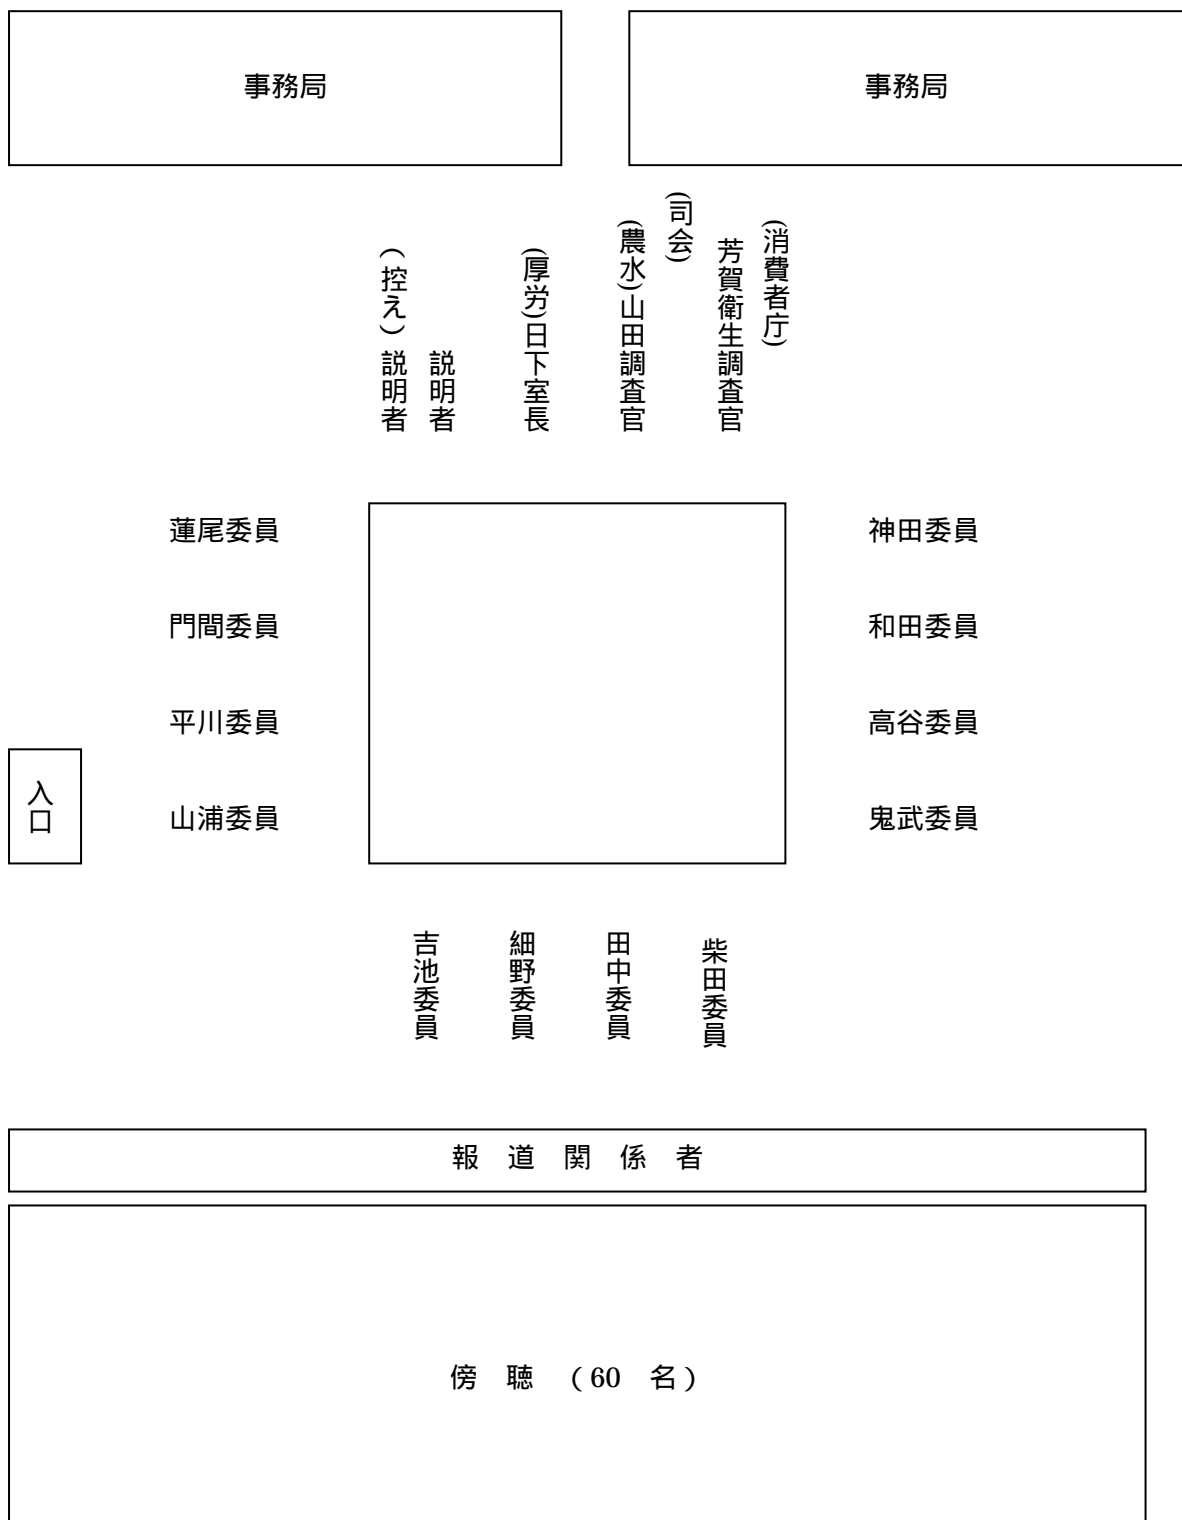 事務局
事務局
(消費者庁)
芳賀衛生調査官
(司会)
(農水)山田調査官
(厚労)日下室長
説明者
(控え)説明者
蓮尾委員
神田委員
門間委員
和田委員
平川委員
高谷委員
入口
山浦委員
鬼武委員
柴田委員
田中委員
細野委員
吉池委員
報 道 関 係 者
傍 聴 (60 名)